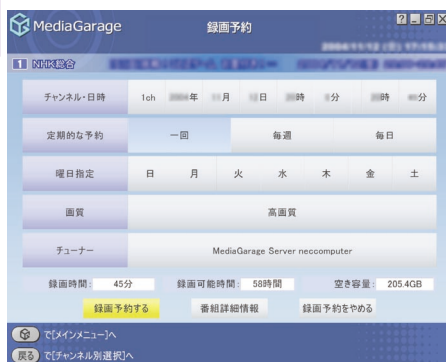 MediaGarage 録画予約
1 NHK総合
チャンネル・日時 1ch 年 月 日 時 分 時 分
定期的な予約 一回 毎週 毎日
曜日指定 日 月 火 水 木 金 土
画質 高画質
チューナー MediaGarage Server neccomputer
録画時間: 45分 録画可能時間: 58時間 空き容量: 205.4GB
録画予約する 番組詳細情報 録画予約をやめる
で[メインメニュー]へ
戻る で[チャンネル別選択]へ